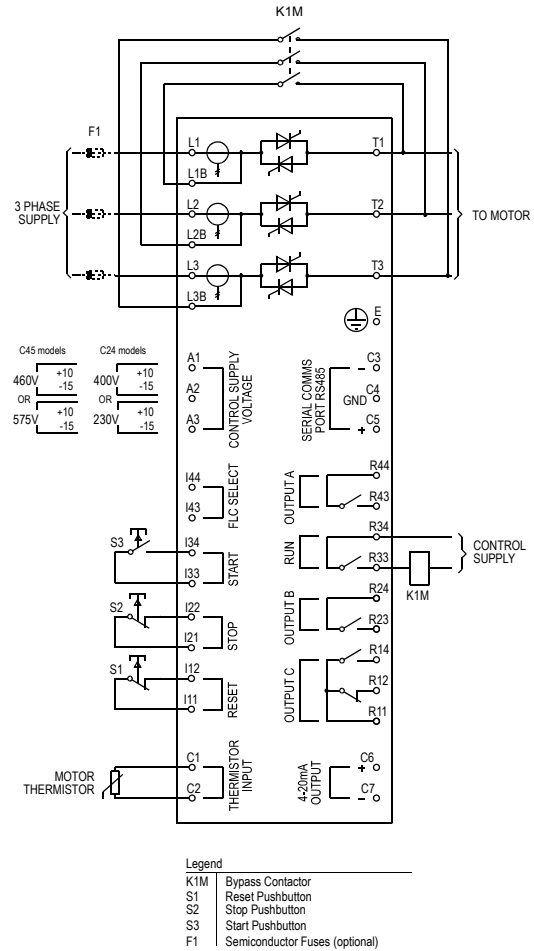 K1M
F1
L1
T1
L1B
3 PHASE
SUPPLY
L2
T2
TO MOTOR
L2B
L3
T3
L3B
E
C45 models
C24 models
460V
+10
-15
400V
+10
-15
OR
OR
575V
+10
-15
230V
+10
-15
A1
A2
A3
CONTROL SUPPLY
VOLTAGE
SERIAL COMMS
PORT RS485
- C3
GND C4
+ C5
I44
I43
FLC SELECT
OUTPUT A
R44
R43
S3
I34
I33
START
RUN
R34
R33
CONTROL
SUPPLY
K1M
S2
I22
I21
STOP
OUTPUT B
R24
R23
S1
I12
I11
RESET
OUTPUT C
R14
R12
R11
MOTOR
THERMISTOR
C1
C2
THERMISTOR
INPUT
4-20mA
OUTPUT
+ C6
- C7
Legend
K1M Bypass Contactor
S1 Reset Pushbutton
S2 Stop Pushbutton
S3 Start Pushbutton
F1 Semiconductor Fuses (optional)